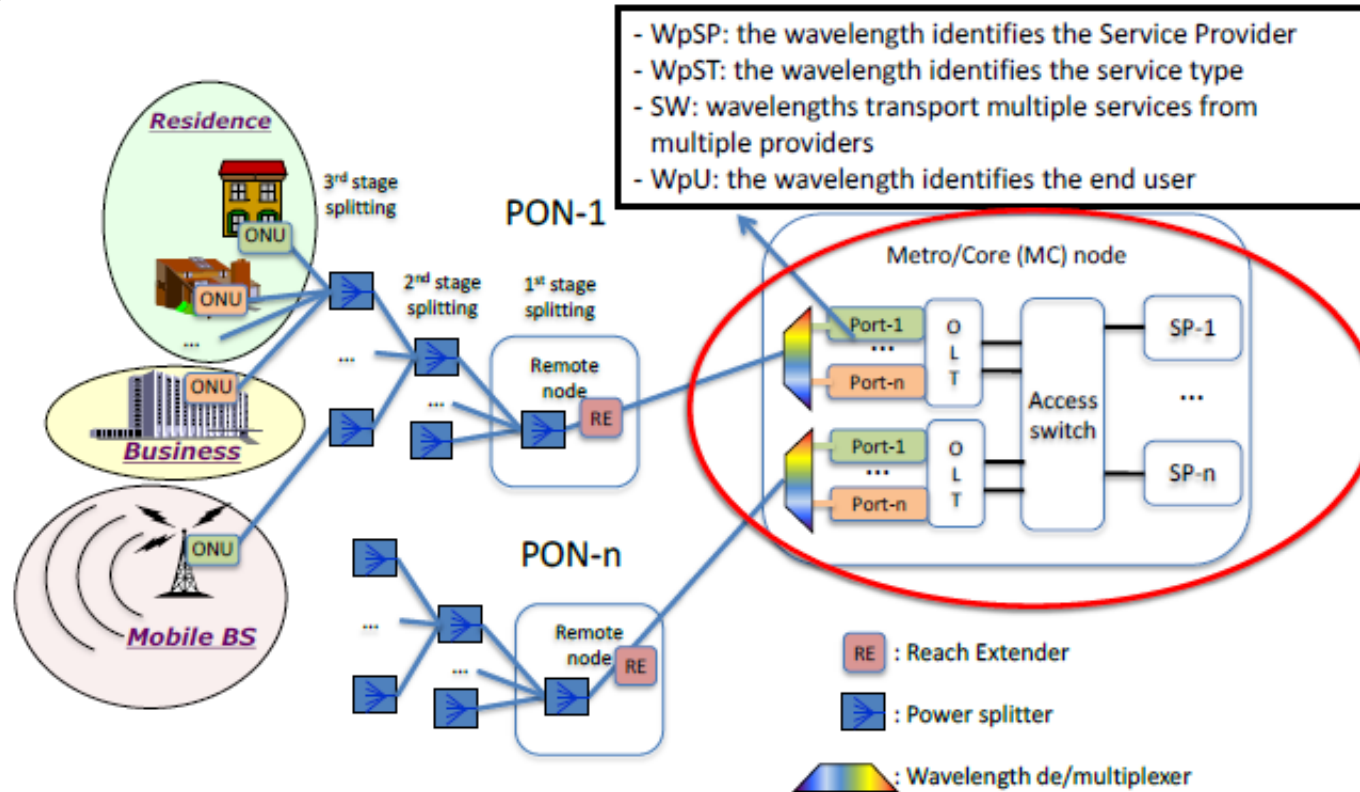 - WpSP: the wavelength identifies the Service Provider
- WpST: the wavelength identifies the service type
- SW: wavelengths transport multiple services from
multiple providers
- WpU: the wavelength identifies the end user
Residence
3rd stage
splitting
ONU
ONU
...
PON-1
2nd stage
splitting
1st stage
splitting
...
...
Remote
node
RE
Business
ONU
Mobile BS
ONU
Metro/Core (MC) node
Port-1
...
Port-n
O
L
T
Port-1
...
Port-n
O
L
T
Access
switch
SP-1
...
SP-n
PON-n
...
...
Remote
node
RE
RE : Reach Extender
: Power splitter
: Wavelength de/multiplexer